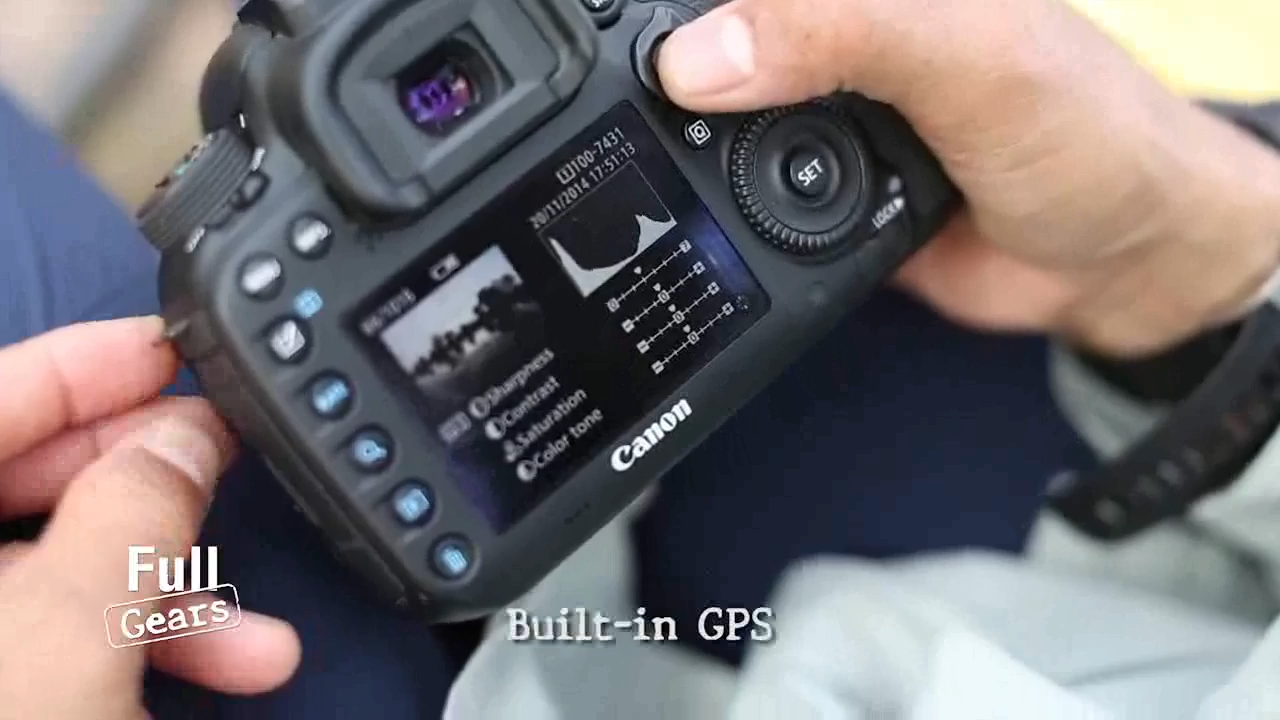 100-7431
20/11/2014 17:51:13
SET
LOCK▶
Sharpness
Contrast
Saturation
Color tone
Canon
Full
Gears
Built-in GPS